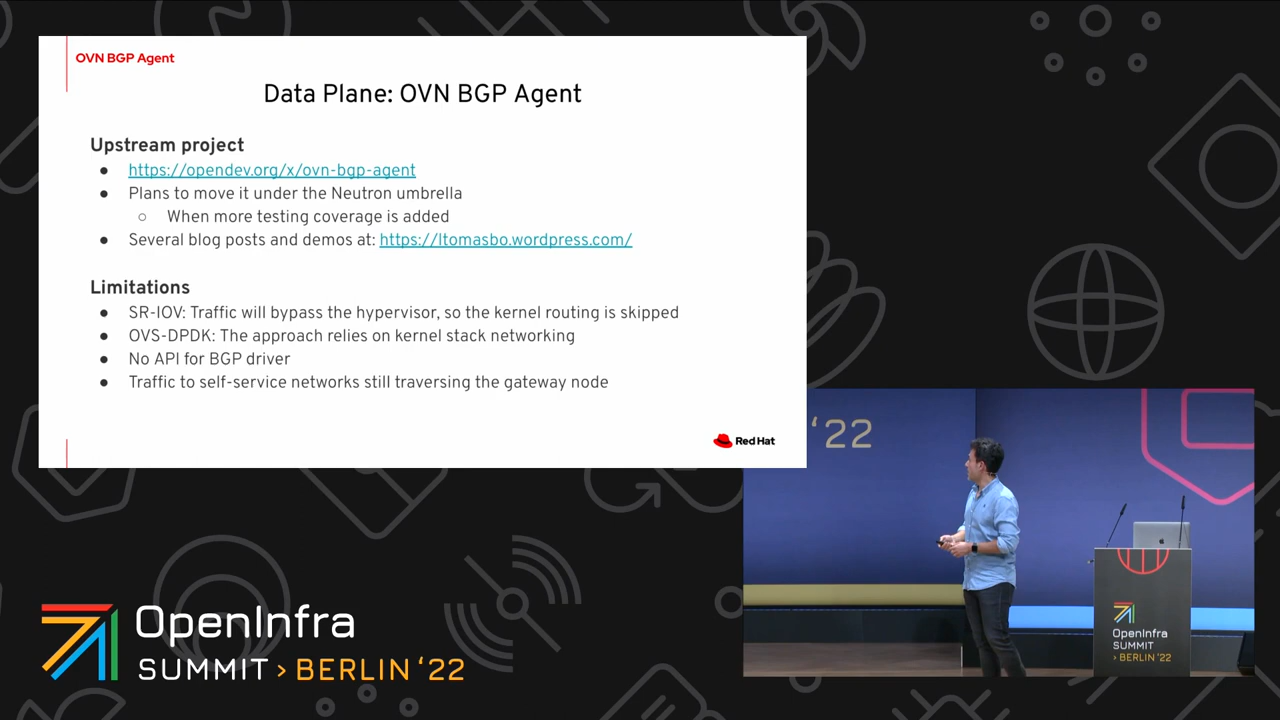 OVN BGP Agent
Data Plane: OVN BGP Agent
Upstream project
● https://opendev.org/x/ovn-bgp-agent
● Plans to move it under the Neutron umbrella
○ When more testing coverage is added
● Several blog posts and demos at: https://ltomasbo.wordpress.com/
Limitations
● SR-IOV: Traffic will bypass the hypervisor, so the kernel routing is skipped
● OVS-DPDK: The approach relies on kernel stack networking
● No API for BGP driver
● Traffic to self-service networks still traversing the gateway node
Red Hat
'22
OpenInfra
SUMMIT
› BERLIN '22
OpenInfra
SUMMIT › BERLIN '22